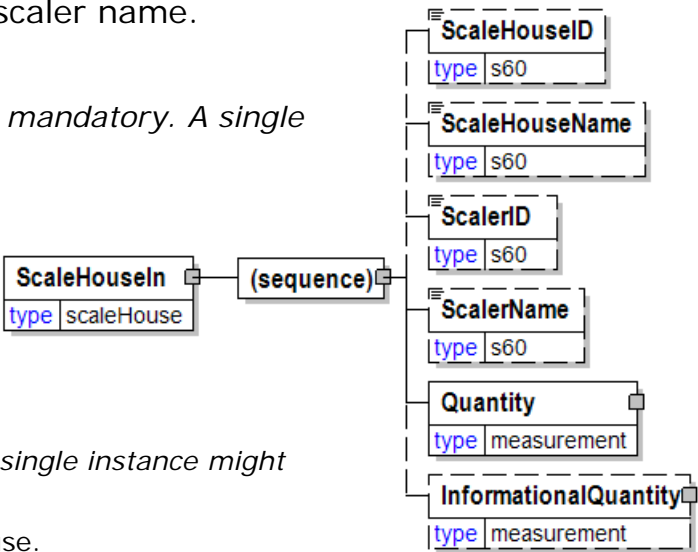 scaler name.
mandatory. A single
single instance might
se.
ScaleHouseIn
type scaleHouse
(sequence)
ScaleHouseID
type s60
ScaleHouseName
type s60
ScalerID
type s60
ScalerName
type s60
Quantity
type measurement
InformationalQuantity
type measurement